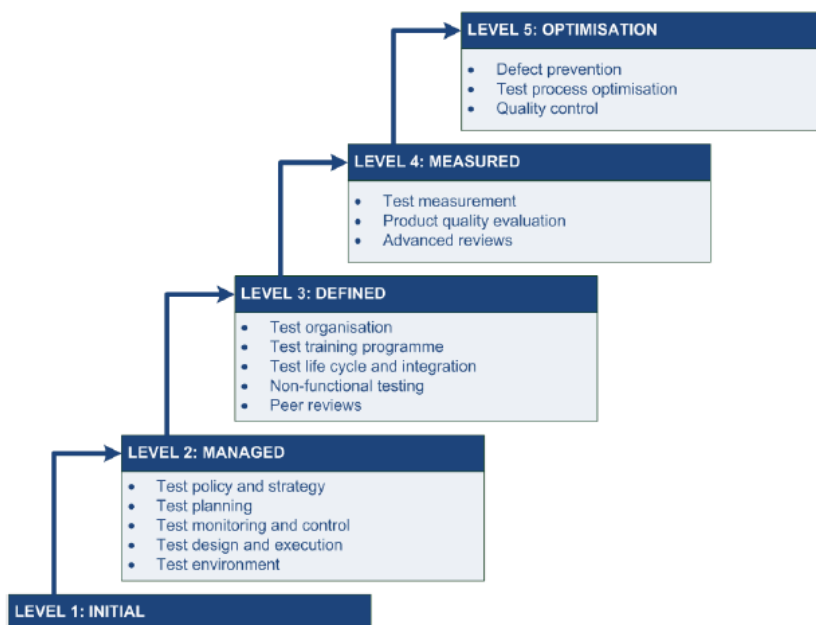 LEVEL 5: OPTIMISATION
• Defect prevention
• Test process optimisation
• Quality control
LEVEL 4: MEASURED
• Test measurement
• Product quality evaluation
• Advanced reviews
LEVEL 3: DEFINED
• Test organisation
• Test training programme
• Test life cycle and integration
• Non-functional testing
• Peer reviews
LEVEL 2: MANAGED
• Test policy and strategy
• Test planning
• Test monitoring and control
• Test design and execution
• Test environment
LEVEL 1: INITIAL